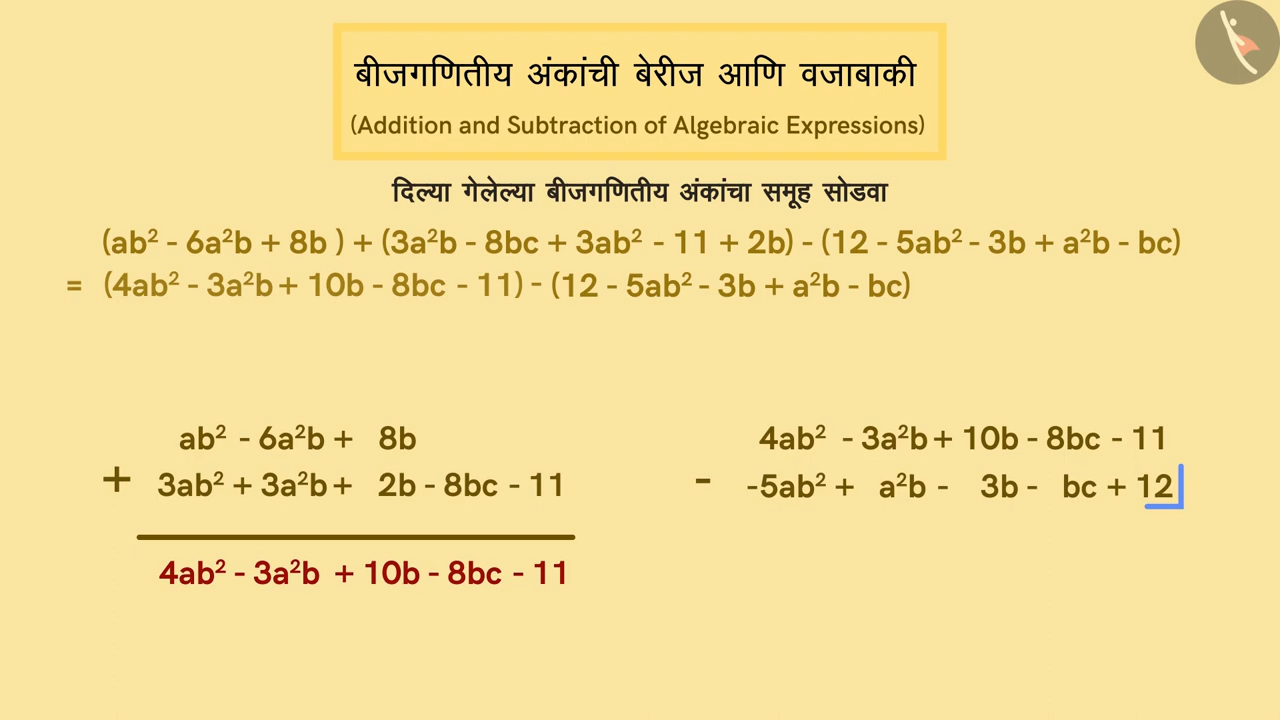 बीजगणितीय अंकांची बेरीज आणि वजाबाकी
(Addition and Subtraction of Algebraic Expressions)
दिल्या गेलेल्या बीजगणितीय अंकांचा समूह सोडवा
(ab² - 6a²b + 8b ) + (3a²b - 8bc + 3ab² - 11 + 2b) - (12 - 5ab² - 3b + a²b - bc)
= (4ab² - 3a²b + 10b - 8bc - 11) - (12 - 5ab² - 3b + a²b - bc)
ab² - 6a²b + 8b
+ 3ab² + 3a²b + 2b - 8bc - 11
4ab² - 3a²b + 10b - 8bc - 11
4ab² - 3a²b + 10b - 8bc - 11
- -5ab² + a²b - 3b - bc + 12